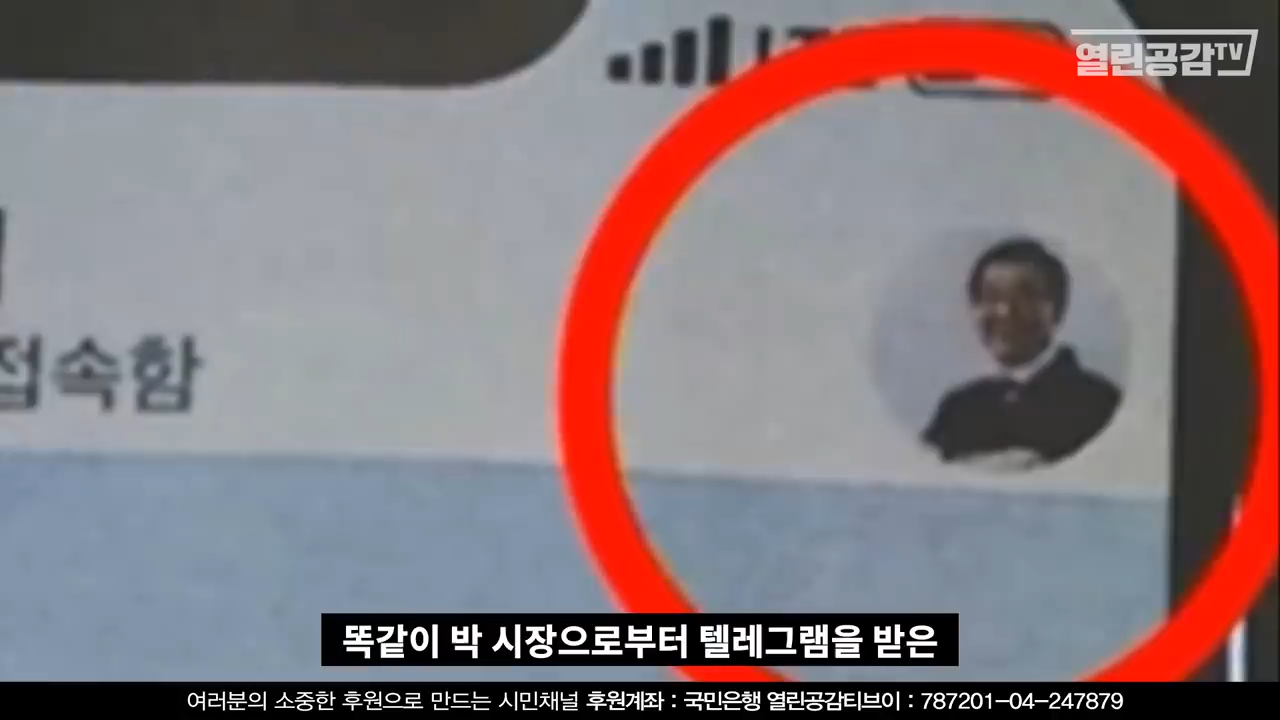 열린공감TV
접속함
똑같이 박 시장으로부터 텔레그램을 받은
여러분의 소중한 후원으로 만드는 시민채널 후원계좌 : 국민은행 열린공감티브이 : 787201-04-247879